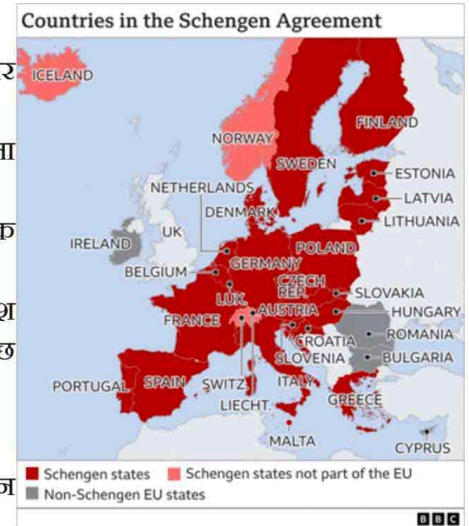 Countries in the Schengen Agreement
र
ICELAND
FINLAND
NORWAY
ना
SWEDEN
NETHERLANDS
ESTONIA
DENMARK
LATVIA
LITHUANIA
क
IRELAND
UK
POLAND
GERMANY
BELGIUM
CZECH
REP.
SLOVAKIA
LUX.
AUSTRIA
HUNGARY
श
FRANCE
ROMANIA
CROATIA
छ
SLOVENIA
BULGARIA
PORTUGAL
SPAIN
SWITZ.
ITALY
GREECE
LIECHT.
MALTA
CYPRUS
Schengen states
Schengen states not part of the EU
न
Non-Schengen EU states
BBC